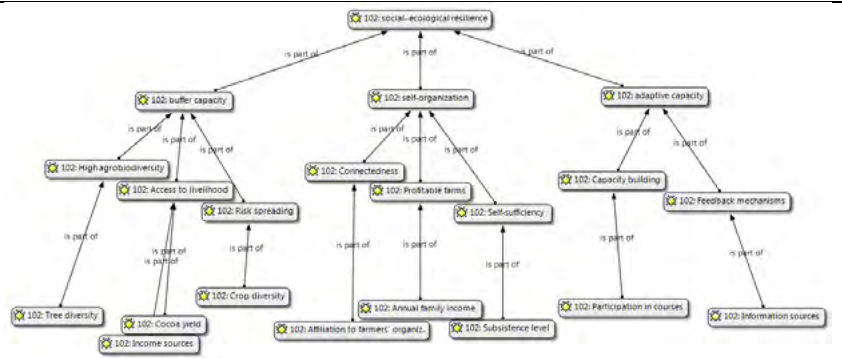 102: social-ecological resilience
is part of
is part of
is part of
102: buffer capacity
102: self-organization
102: adaptive capacity
is part of
is part of
is part of
is part of
is part of
is part of
is part of
is part of
102: High agrobiodiversity
102: Access to livelihood
102: Risk spreading
102: Connectedness
102: Profitable farms
102: Self-sufficiency
102: Capacity building
102: Feedback mechanisms
is part of
is part of
is part of
is part of
is part of
is part of
is part of
is part of
is part of
102: Tree diversity
102: Cocoa yield
102: Income sources
102: Crop diversity
102: Affiliation to farmers' organiz.
102: Annual family income
102: Subsistence level
102: Participation in courses
102: Information sources